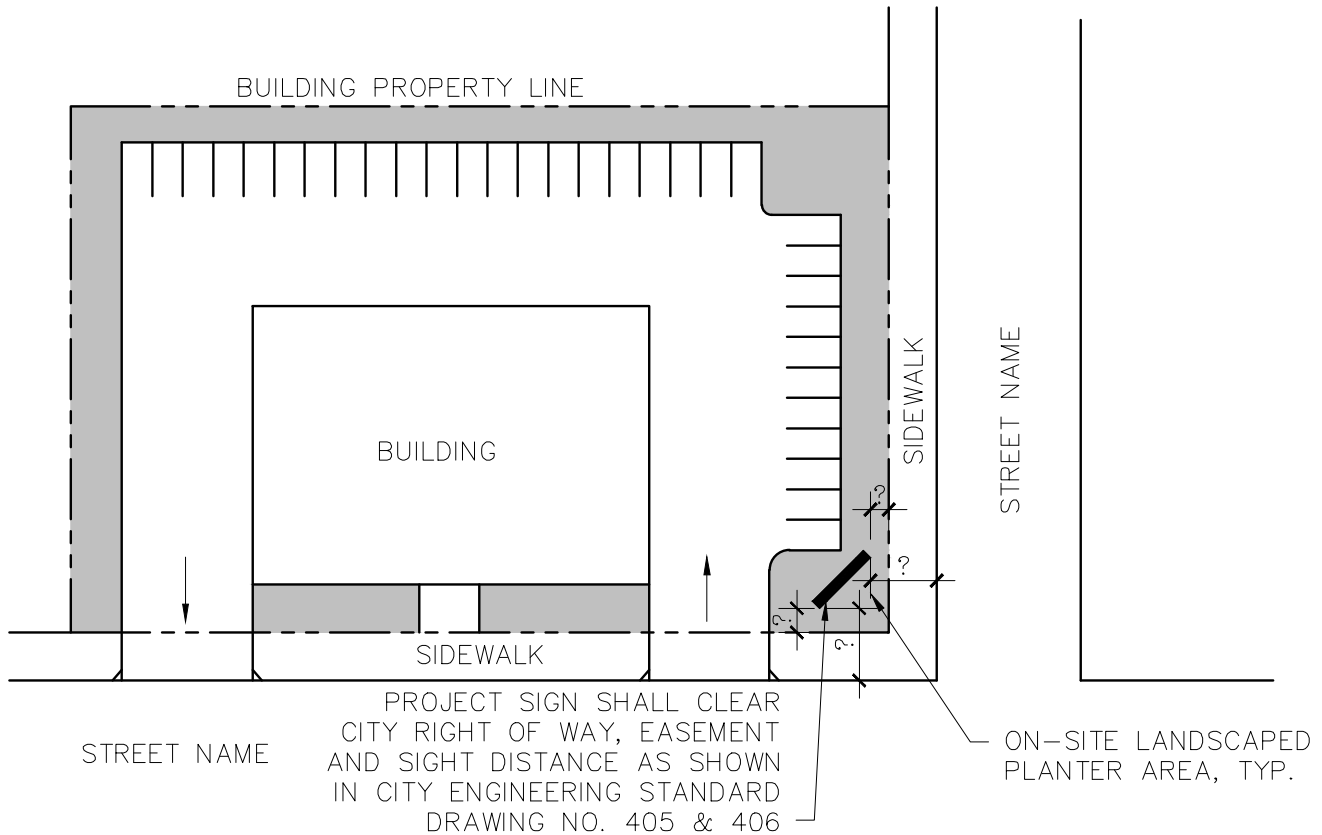 BUILDING PROPERTY LINE
BUILDING
SIDEWALK
STREET NAME
?
?
?
?
SIDEWALK
PROJECT SIGN SHALL CLEAR
CITY RIGHT OF WAY, EASEMENT
AND SIGHT DISTANCE AS SHOWN
IN CITY ENGINEERING STANDARD
DRAWING NO. 405 & 406
STREET NAME
ON-SITE LANDSCAPED
PLANTER AREA, TYP.